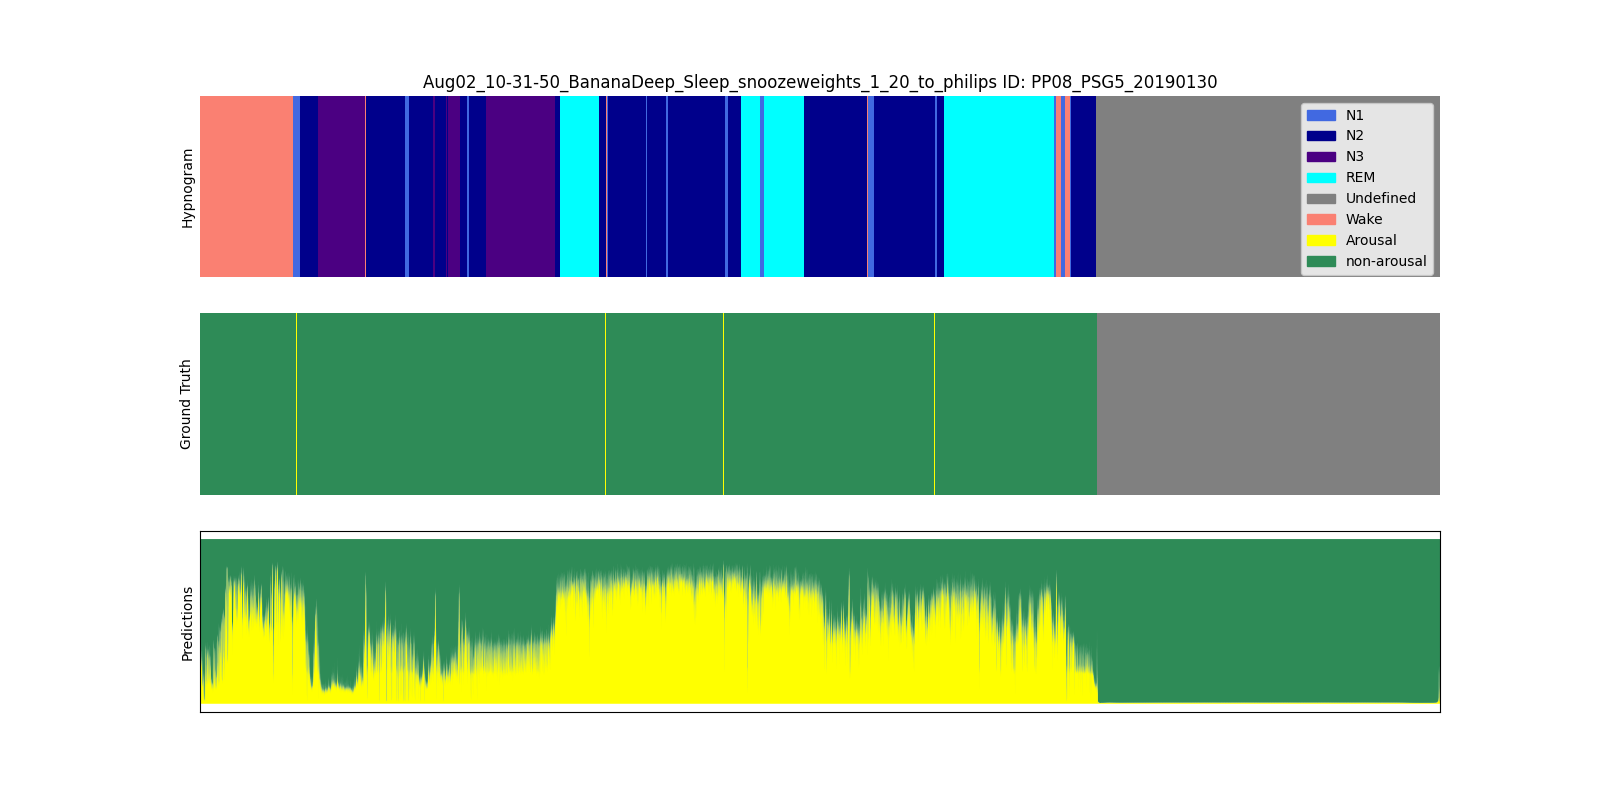 Aug02_10-31-50_BananaDeep_Sleep_snoozeweights_1_20_to_philips ID: PP08_PSG5_20190130
Hypnogram
N1
N2
N3
REM
Undefined
Wake
Arousal
non-arousal
Ground Truth
Predictions